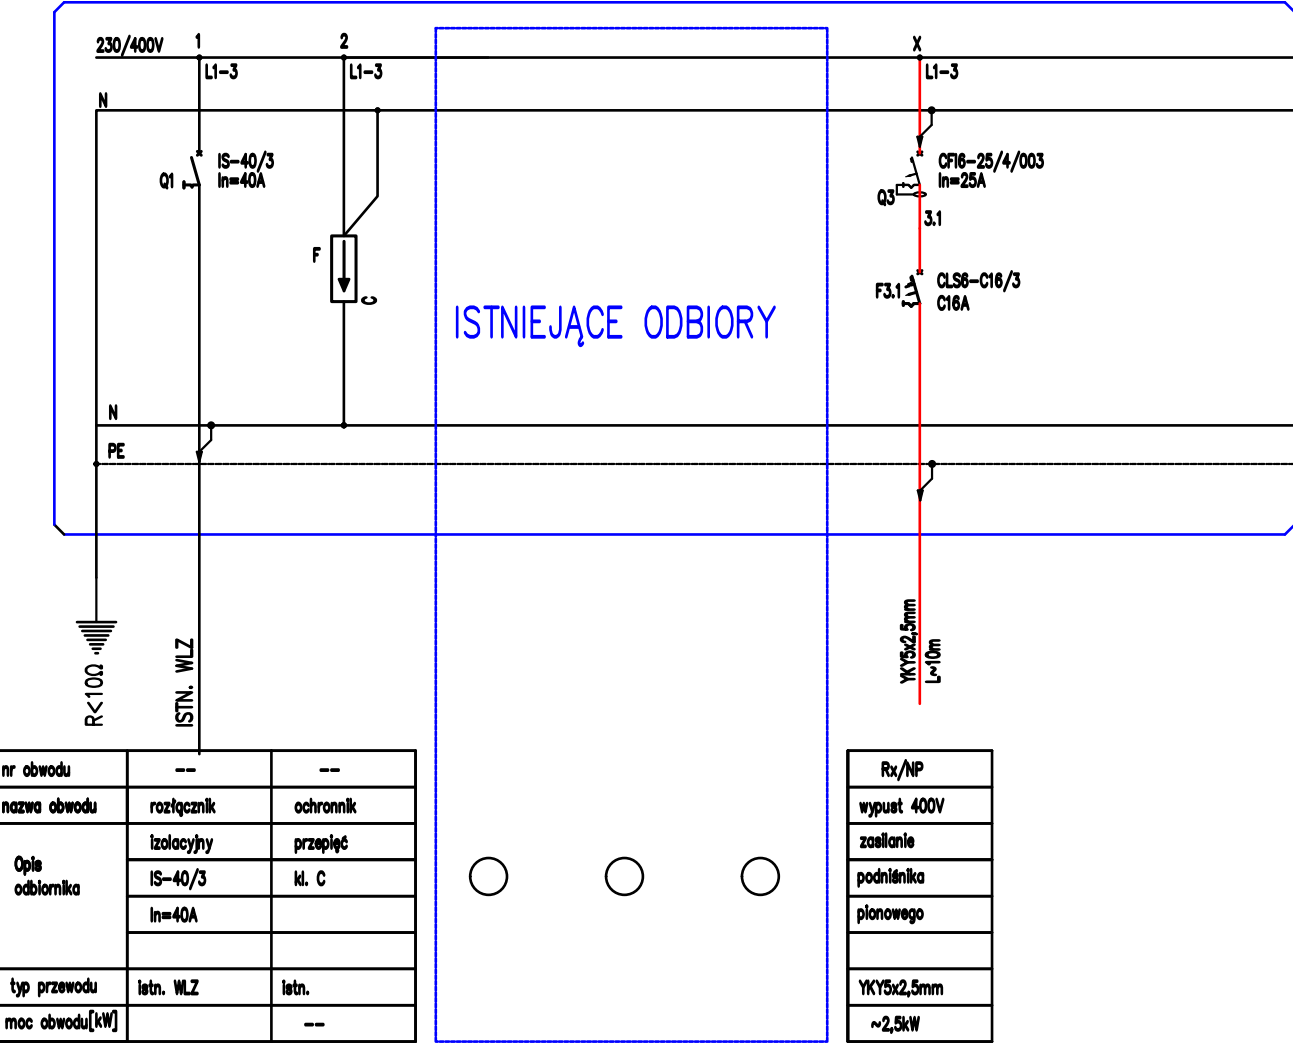 230/400V 1 2 X
L1-3 L1-3 L1-3
N
Q1 IS-40/3
In=40A
CFI6-25/4/003
In=25A
Q3
3.1
F
C
F3.1 CLS6-C16/3
C16A
ISTNIEJĄCE ODBIORY
N
PE
R<10Ω
ISTN. WLZ
YKY5x2,5mm
L~10m
nr obwodu -- -- Rx/NP
nazwa obwodu rozłącznik ochronnik wypust 400V
Opis
odbiornika
izolacyjny przepięć zasilanie
IS-40/3 kl. C podniśnika
In=40A pionowego
typ przewodu istn. WLZ istn. YKY5x2,5mm
moc obwodu[kW] -- ~2,5kW